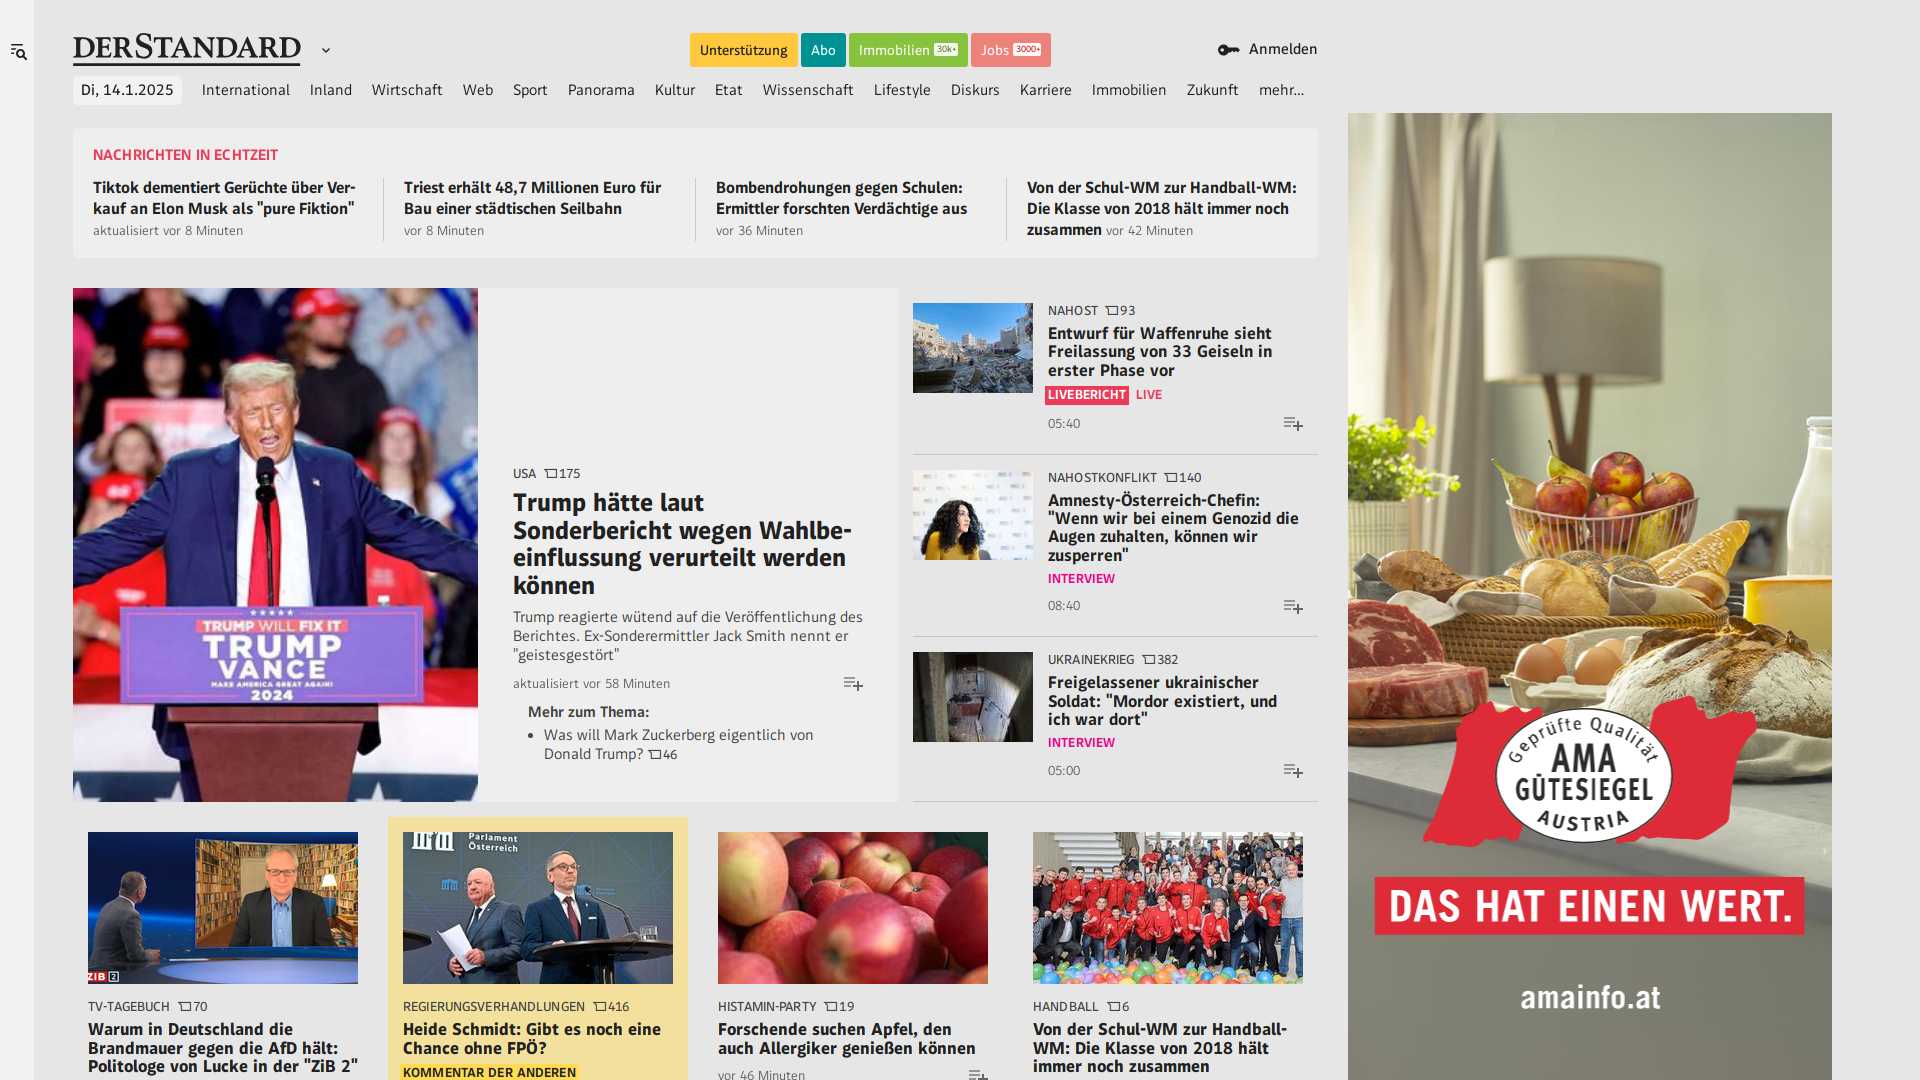 DERSTANDARD
Unterstützung
Abo
Immobilien 30k+
Jobs 3000+
Anmelden
Di, 14.1.2025
International
Inland
Wirtschaft
Web
Sport
Panorama
Kultur
Etat
Wissenschaft
Lifestyle
Diskurs
Karriere
Immobilien
Zukunft
mehr...
NACHRICHTEN IN ECHTZEIT
Tiktok dementiert Gerüchte über Ver-
kauf an Elon Musk als "pure Fiktion"
aktualisiert vor 8 Minuten
Triest erhält 48,7 Millionen Euro für
Bau einer städtischen Seilbahn
vor 8 Minuten
Bombendrohungen gegen Schulen:
Ermittler forschten Verdächtige aus
vor 36 Minuten
Von der Schul-WM zur Handball-WM:
Die Klasse von 2018 hält immer noch
zusammen vor 42 Minuten
TRUMP WILL FIX IT
TRUMP
VANCE
MAKE AMERICA GREAT AGAIN!
2024
USA 175
Trump hätte laut
Sonderbericht wegen Wahlbe-
einflussung verurteilt werden
können
Trump reagierte wütend auf die Veröffentlichung des
Berichtes. Ex-Sonderermittler Jack Smith nennt er
"geistesgestört"
aktualisiert vor 58 Minuten
Mehr zum Thema:
• Was will Mark Zuckerberg eigentlich von
Donald Trump? 46
NAHOST 93
Entwurf für Waffenruhe sieht
Freilassung von 33 Geiseln in
erster Phase vor
LIVEBERICHT LIVE
05:40
NAHOSTKONFLIKT 140
Amnesty-Österreich-Chefin:
"Wenn wir bei einem Genozid die
Augen zuhalten, können wir
zusperren"
INTERVIEW
08:40
UKRAINEKRIEG 382
Freigelassener ukrainischer
Soldat: "Mordor existiert, und
ich war dort"
INTERVIEW
05:00
ZIB 2
TV-TAGEBUCH 70
Warum in Deutschland die
Brandmauer gegen die AfD hält:
Politologe von Lucke in der "ZiB 2"
Parlament
Österreich
REGIERUNGSVERHANDLUNGEN 416
Heide Schmidt: Gibt es noch eine
Chance ohne FPÖ?
KOMMENTAR DER ANDEREN
HISTAMIN-PARTY 19
Forschende suchen Apfel, den
auch Allergiker genießen können
vor 46 Minuten
HANDBALL 6
Von der Schul-WM zur Handball-
WM: Die Klasse von 2018 hält
immer noch zusammen
Geprüfte Qualität
AMA
GÜTESIEGEL
AUSTRIA
DAS HAT EINEN WERT.
amainfo.at